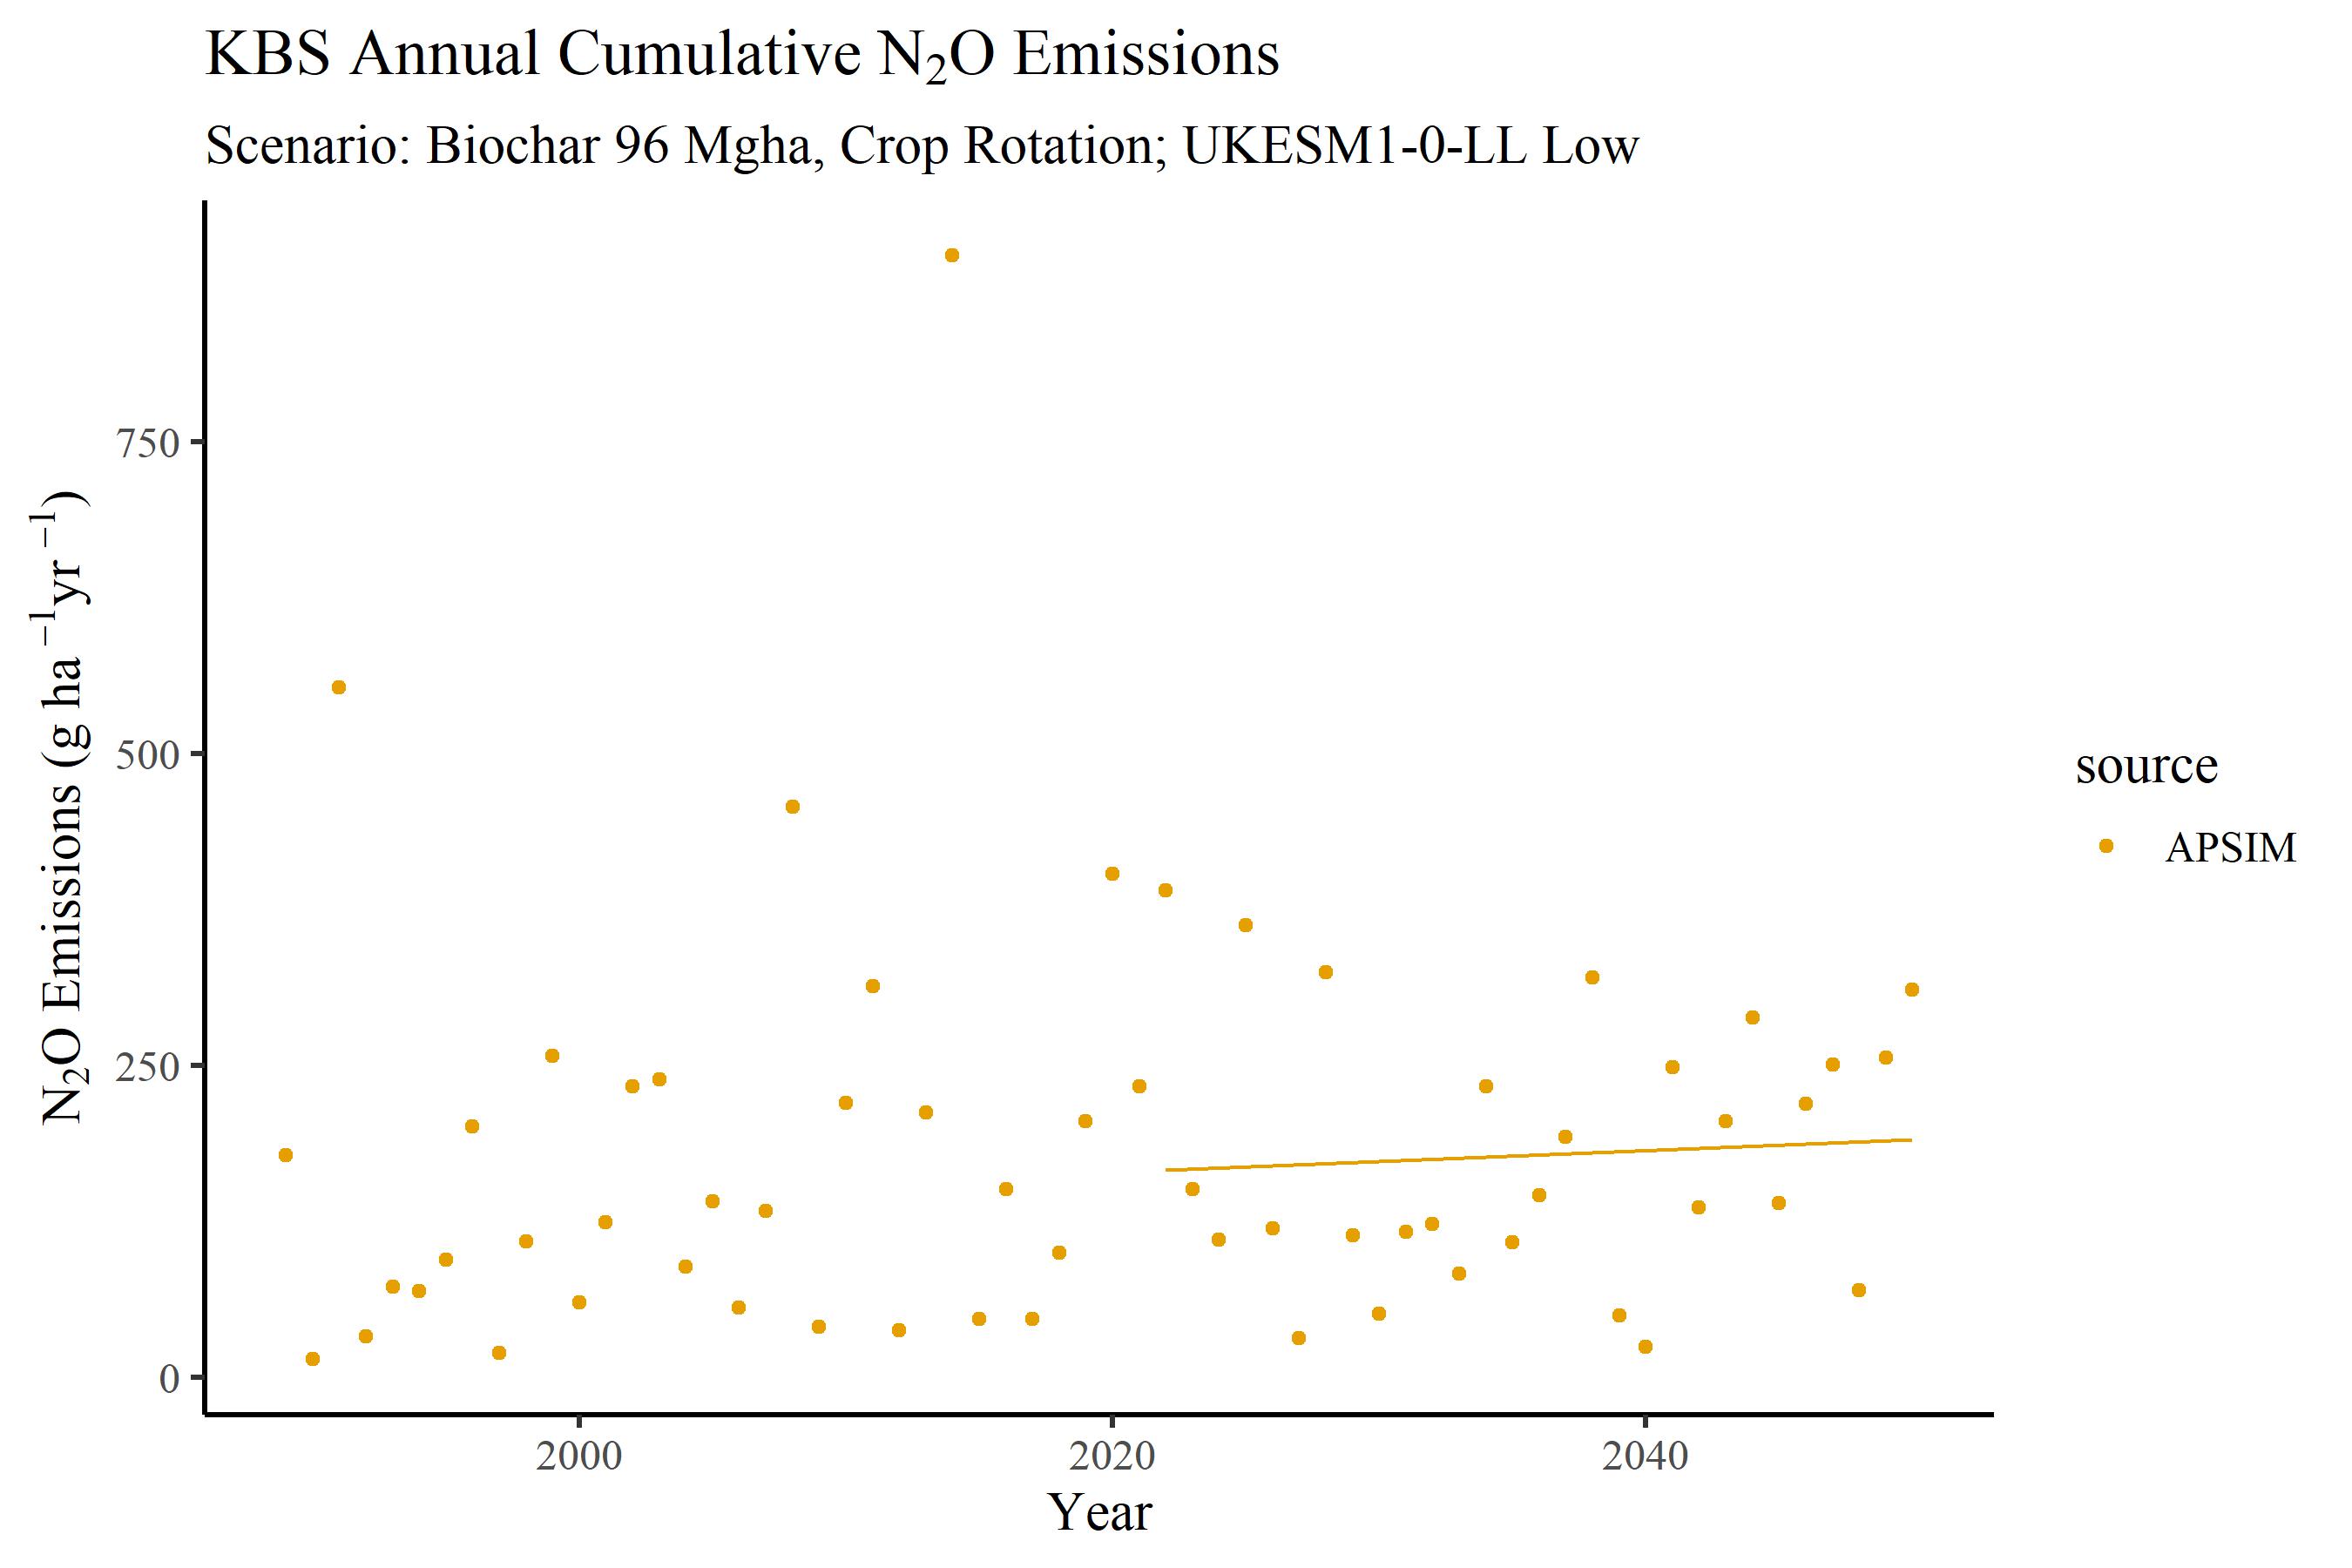 KBS Annual Cumulative N₂O Emissions
Scenario: Biochar 96 Mgha, Crop Rotation; UKESM1-0-LL Low
N₂O Emissions (g ha⁻¹yr⁻¹)
750
500
250
0
2000
2020
2040
Year
source
APSIM